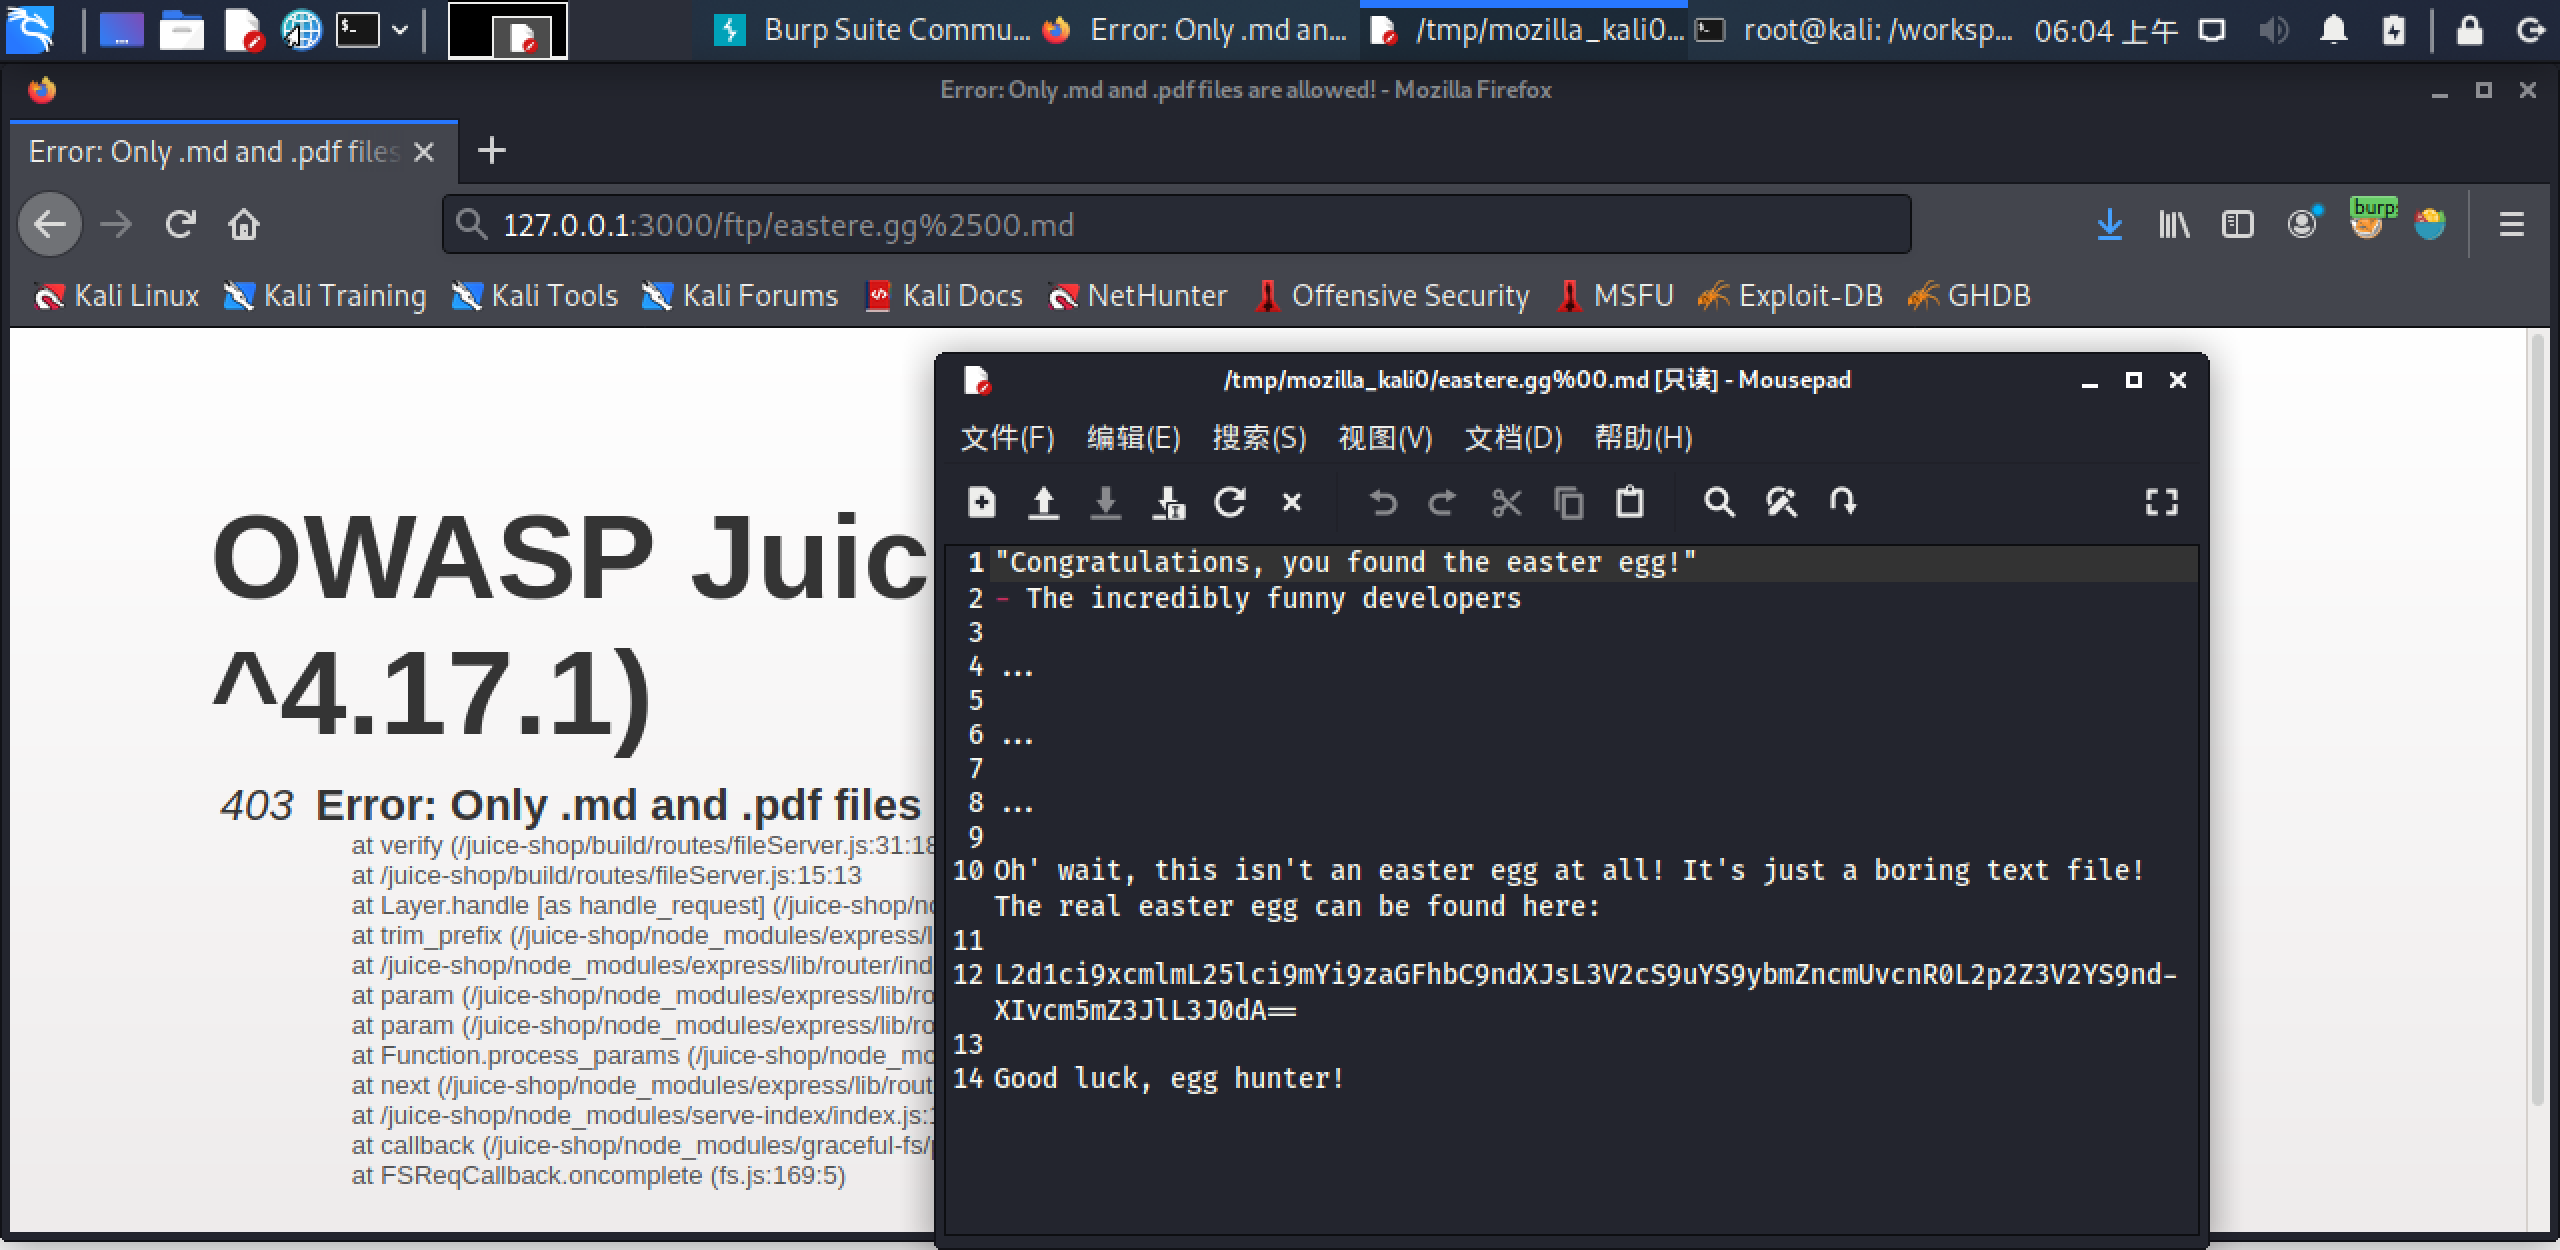 Burp Suite Commu...
Error: Only .md an...
/tmp/mozilla_kali0...
root@kali: /worksp...
06:04 上午
Error: Only .md and .pdf files are allowed! - Mozilla Firefox
Error: Only .md and .pdf files
127.0.0.1:3000/ftp/eastere.gg%2500.md
burp
Kali Linux
Kali Training
Kali Tools
Kali Forums
Kali Docs
NetHunter
Offensive Security
MSFU
Exploit-DB
GHDB
OWASP Juic
^4.17.1)
403 Error: Only .md and .pdf files
at verify (/juice-shop/build/routes/fileServer.js:31:18
at /juice-shop/build/routes/fileServer.js:15:13
at Layer.handle [as handle_request] (/juice-shop/no
at trim_prefix (/juice-shop/node_modules/express/l
at /juice-shop/node_modules/express/lib/router/ind
at param (/juice-shop/node_modules/express/lib/ro
at param (/juice-shop/node_modules/express/lib/ro
at Function.process_params (/juice-shop/node_mo
at next (/juice-shop/node_modules/express/lib/rout
at /juice-shop/node_modules/serve-index/index.js:1
at callback (/juice-shop/node_modules/graceful-fs/p
at FSReqCallback.oncomplete (fs.js:169:5)
/tmp/mozilla_kali0/eastere.gg%00.md [只读] - Mousepad
文件(F) 编辑(E) 搜索(S) 视图(V) 文档(D) 帮助(H)
1 "Congratulations, you found the easter egg!"
2 - The incredibly funny developers
3
4 ...
5
6 ...
7
8 ...
9
10 Oh' wait, this isn't an easter egg at all! It's just a boring text file!
The real easter egg can be found here:
11
12 L2d1ci9xcmlmL25lci9mYi9zaGFhbC9ndXJsL3V2cS9uYS9ybmZncmUvcnR0L2p2Z3V2YS9nd-
XIvcm5mZ3JlL3J0dA==
13
14 Good luck, egg hunter!